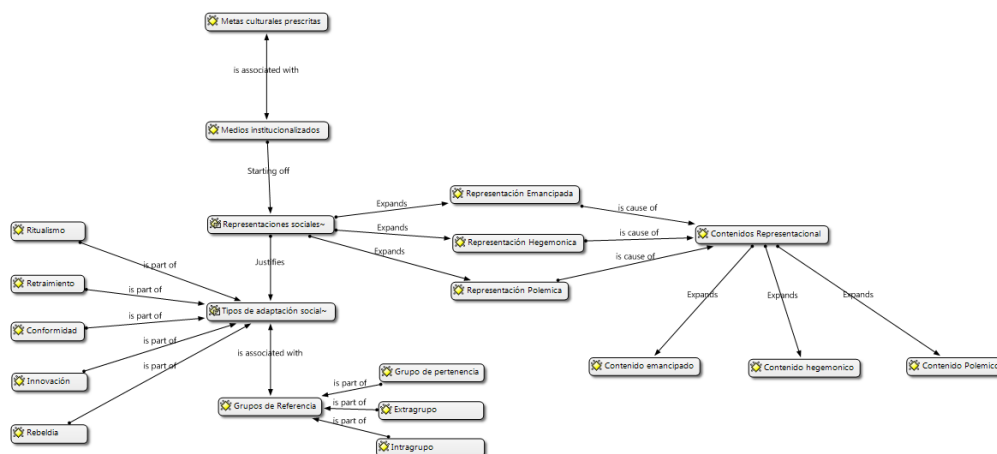 Metas culturales prescritas
is associated with
Medios institucionalizados
Starting off
Representación Emancipada
Expands
is cause of
Representaciones sociales~
Ritualismo
Expands
is cause of
Contenidos Representacional
Representación Hegemonica
Expands
is cause of
Justifies
is part of
Retraimiento
is part of
Representación Polemica
Expands
Expands
Expands
Tipos de adaptación social~
Conformidad
is part of
is part of
is associated with
Contenido emancipado
Contenido hegemonico
Contenido Polemico
is part of
Innovación
Grupo de pertenencia
is part of
Grupos de Referencia
is part of
Extragrupo
is part of
Rebeldia
Intragrupo